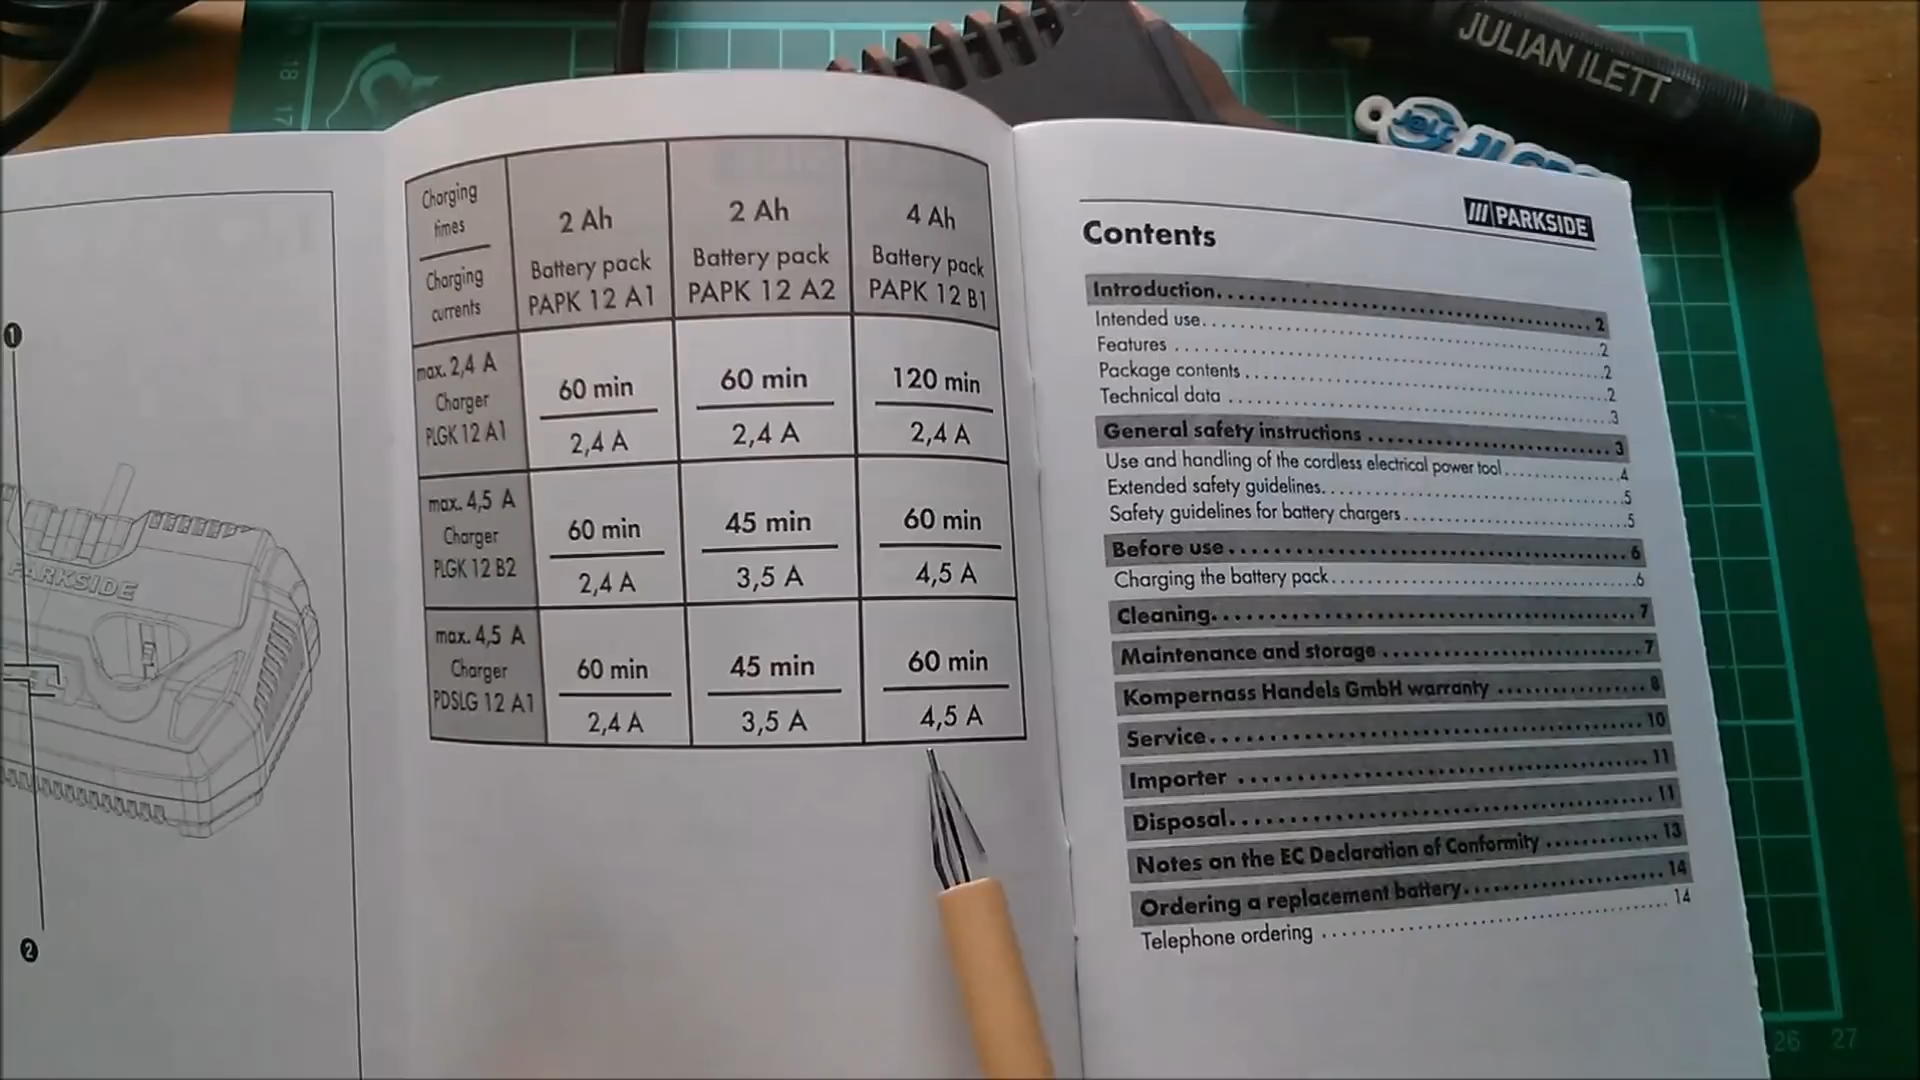 18
17
JULIAN ILETT
1
PARKSIDE
2
Charging times
Charging currents
2 Ah
Battery pack
PAPK 12 A1
2 Ah
Battery pack
PAPK 12 A2
4 Ah
Battery pack
PAPK 12 B1
max. 2,4 A
Charger
PLGK 12 A1
60 min
2,4 A
60 min
2,4 A
120 min
2,4 A
max. 4,5 A
Charger
PLGK 12 B2
60 min
2,4 A
45 min
3,5 A
60 min
4,5 A
max. 4,5 A
Charger
PDSLG 12 A1
60 min
2,4 A
45 min
3,5 A
60 min
4,5 A
PARKSIDE
Contents
Introduction. 2
Intended use. 2
Features 2
Package contents 2
Technical data 3
General safety instructions 3
Use and handling of the cordless electrical power tool 4
Extended safety guidelines. 5
Safety guidelines for battery chargers 5
Before use 6
Charging the battery pack 6
Cleaning. 7
Maintenance and storage 7
Kompernass Handels GmbH warranty 8
Service 10
Importer 11
Disposal 11
Notes on the EC Declaration of Conformity 13
Ordering a replacement battery 14
Telephone ordering 14
26 27